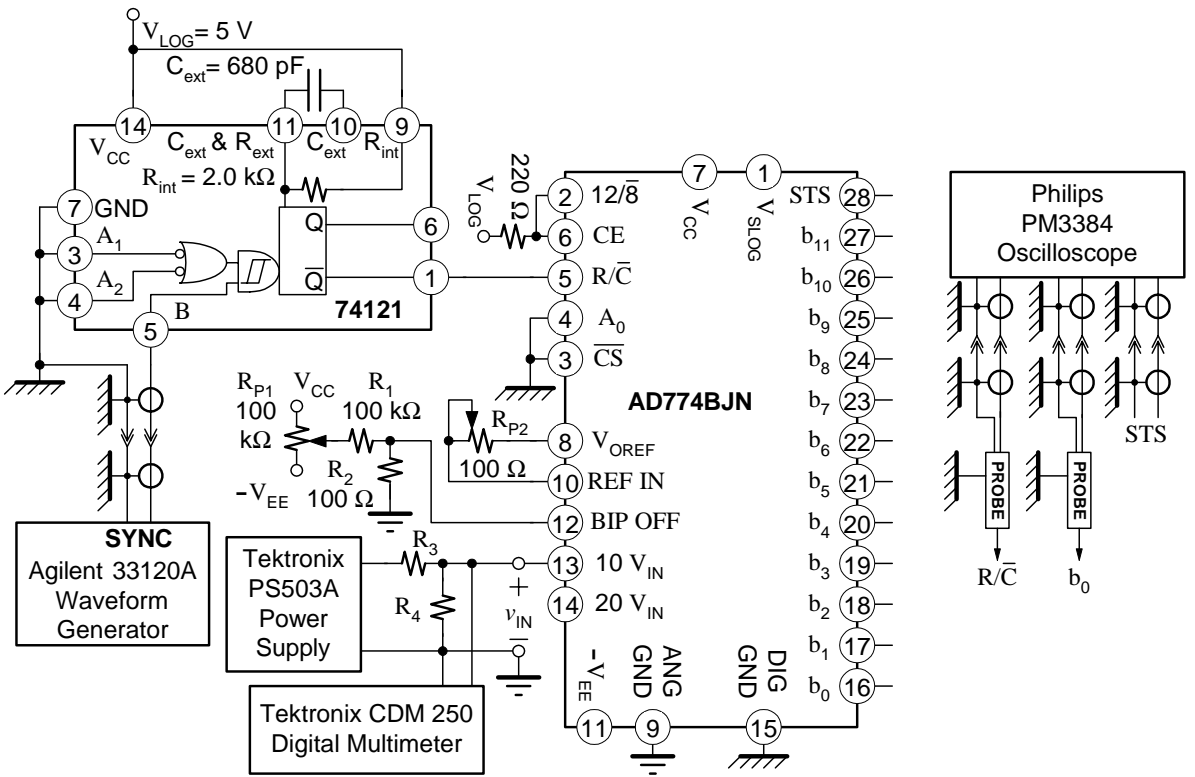 V_LOG = 5 V
C_ext = 680 pF
14
11
10
9
V_CC
C_ext & R_ext
C_ext
R_int
R_int = 2.0 kΩ
7
GND
3
A_1
4
A_2
5
B
Q
6
Q̅
1
74121
SYNC
Agilent 33120A
Waveform
Generator
R_P1
100
kΩ
V_CC
-V_EE
R_1
100 kΩ
R_2
100 Ω
R_P2
100 Ω
Tektronix
PS503A
Power
Supply
R_3
R_4
+
v_IN
−
Tektronix CDM 250
Digital Multimeter
V_LOG
220 Ω
2
12/8̅
6
CE
5
R/C̅
4
A_0
3
C̅S̅
8
V_OREF
10
REF IN
12
BIP OFF
13
10 V_IN
14
20 V_IN
7
V_CC
1
V_SLOG
AD774BJN
-V_EE
11
ANG
GND
9
DIG
GND
15
STS
28
b_11
27
b_10
26
b_9
25
b_8
24
b_7
23
b_6
22
b_5
21
b_4
20
b_3
19
b_2
18
b_1
17
b_0
16
Philips
PM3384
Oscilloscope
STS
PROBE
PROBE
R/C̅
b_0